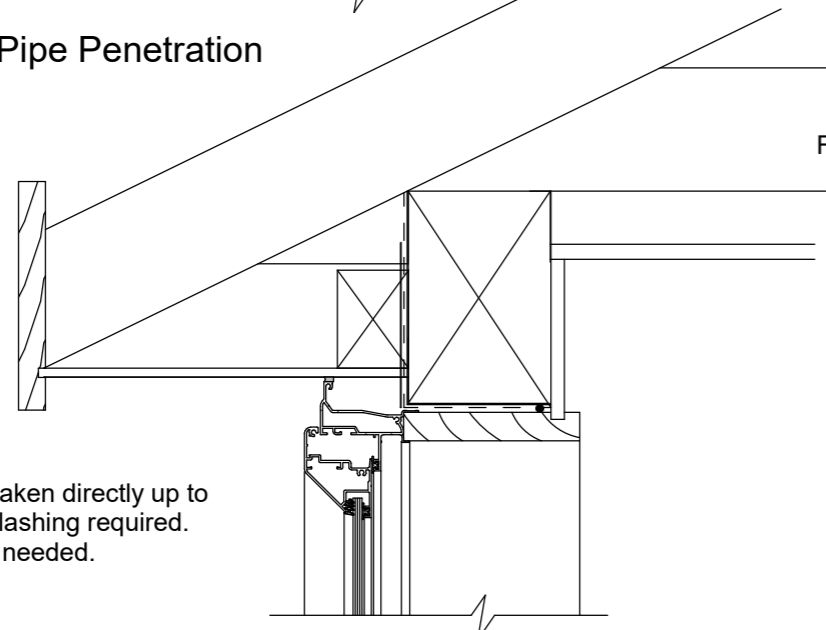 Pipe Penetration
F
aken directly up to
lashing required.
needed.